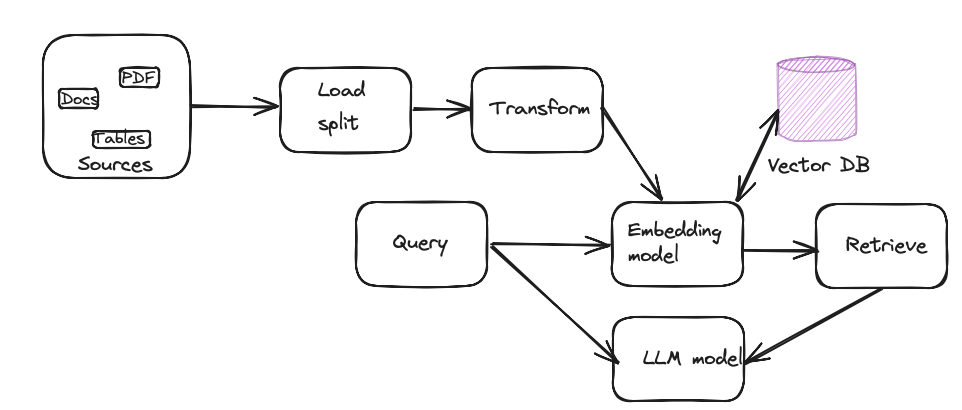 PDF
Docs
Tables
Sources
Load
split
Transform
Vector DB
Query
Embedding
model
Retrieve
LLM model